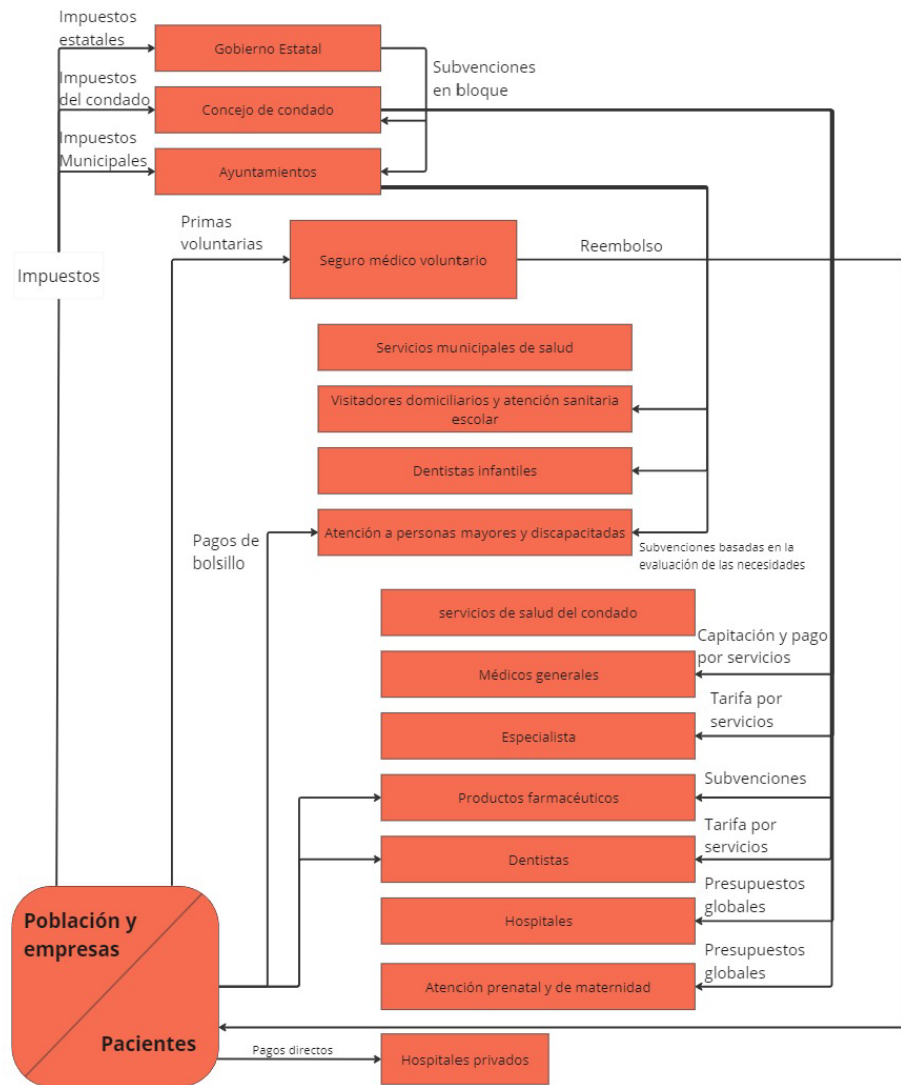 Impuestos
estatales
Gobierno Estatal
Subvenciones
en bloque
Impuestos
del condado
Concejo de condado
Impuestos
Municipales
Ayuntamientos
Primas
voluntarias
Seguro médico voluntario
Reembolso
Impuestos
Servicios municipales de salud
Visitadores domiciliarios y atención sanitaria
escolar
Dentistas infantiles
Pagos de
bolsillo
Atención a personas mayores y discapacitadas
Subvenciones basadas en la
evaluación de las necesidades
servicios de salud del condado
Capitación y pago
por servicios
Médicos generales
Tarifa por
servicios
Especialista
Subvenciones
Productos farmacéuticos
Tarifa por
servicios
Dentistas
Presupuestos
globales
Hospitales
Presupuestos
globales
Atención prenatal y de maternidad
Población y
empresas
Pacientes
Pagos directos
Hospitales privados